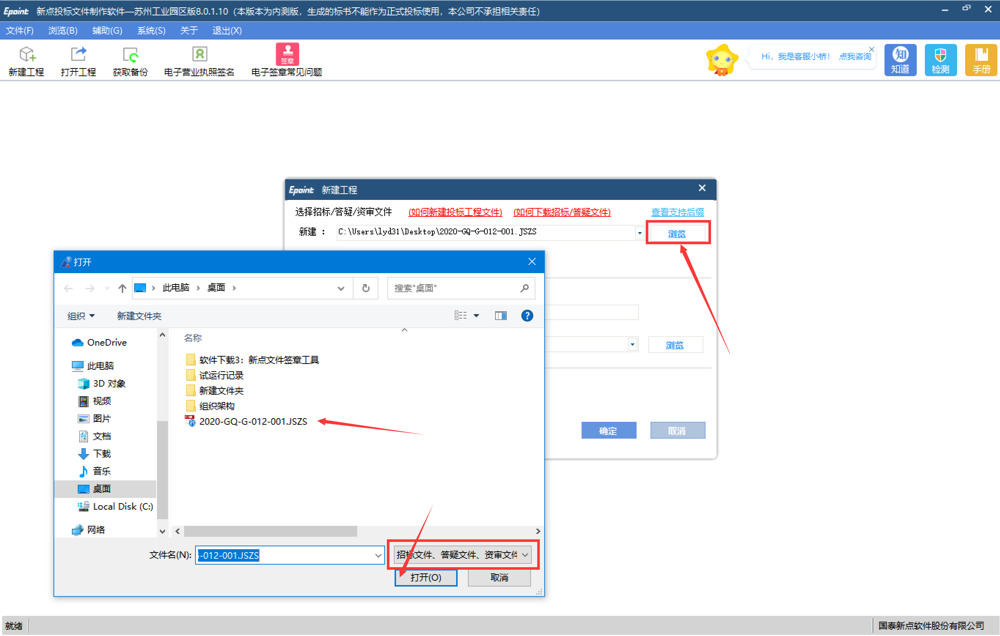 Epoint 新点投标文件制作软件—苏州工业园区版8.0.1.10（本版本为内测版，生成的标书不能作为正式投标使用，本公司不承担相关责任）
文件(F) 浏览(B) 辅助(G) 系统(S) 关于 退出(X)
新建工程 打开工程 获取备份 电子营业执照签名 签章 电子签章常见问题
Hi，我是客服小桥！ 点我咨询
知 知道 检测 手册
Epoint 新建工程
选择招标/答疑/资审文件 (如何新建投标工程文件) (如何下载招标/答疑文件) 查看支持后缀
新建 ： C:\Users\lyd31\Desktop\2020-GQ-G-012-001.JSZS 浏览
浏览
确定 取消
打开
此电脑 桌面 搜索"桌面"
组织 新建文件夹
OneDrive
此电脑
3D 对象
视频
图片
文档
下载
音乐
桌面
Local Disk (C:)
网络
名称
软件下载3：新点文件签章工具
试运行记录
新建文件夹
组织架构
2020-GQ-G-012-001.JSZS
文件名(N): -012-001.JSZS 招标文件、答疑文件、资审文件
打开(O) 取消
就绪 国泰新点软件股份有限公司